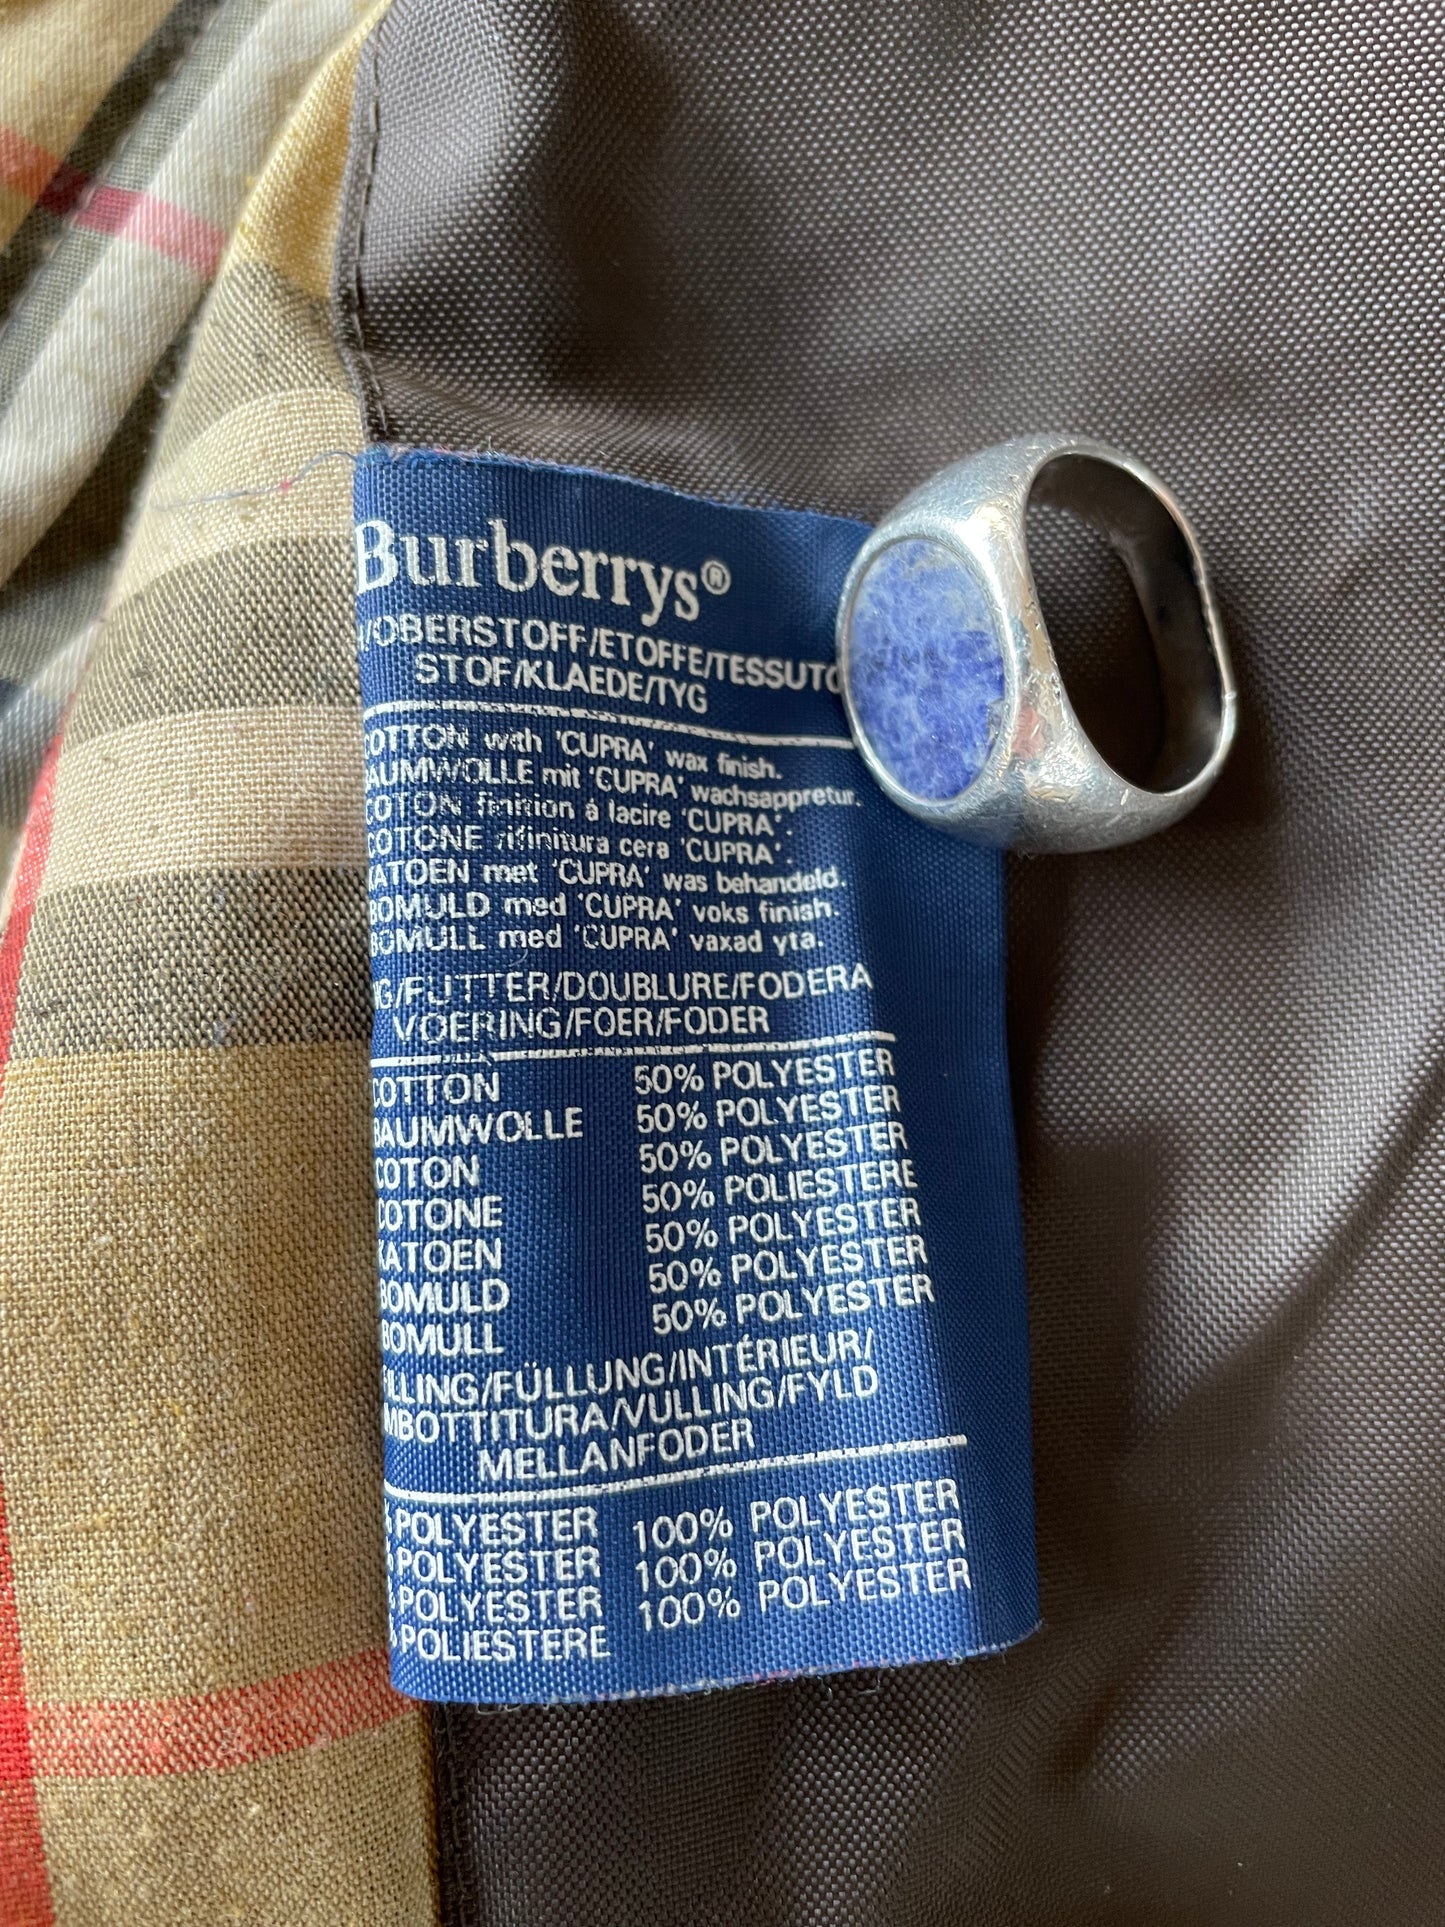 Burberrys®
/OBERSTOFF/ETOFFE/TESSUTO
STOF/KLAEDE/TYG
COTTON with 'CUPRA' wax finish.
BAUMWOLLE mit 'CUPRA' wachsappretur.
COTON finition à lacire 'CUPRA'.
COTONE rifinitura cera 'CUPRA'.
KATOEN met 'CUPRA' was behandeld.
BOMULD med 'CUPRA' voks finish.
BOMULL med 'CUPRA' vaxad yta.
NG/FUTTER/DOUBLURE/FODERA
VOERING/FOER/FODER
COTTON 50% POLYESTER
BAUMWOLLE 50% POLYESTER
COTON 50% POLYESTER
COTONE 50% POLIESTERE
KATOEN 50% POLYESTER
BOMULD 50% POLYESTER
BOMULL 50% POLYESTER
ILLING/FÜLLUNG/INTÉRIEUR/
MBOTTITURA/VULLING/FYLD
MELLANFODER
% POLYESTER 100% POLYESTER
% POLYESTER 100% POLYESTER
% POLYESTER 100% POLYESTER
% POLIESTERE